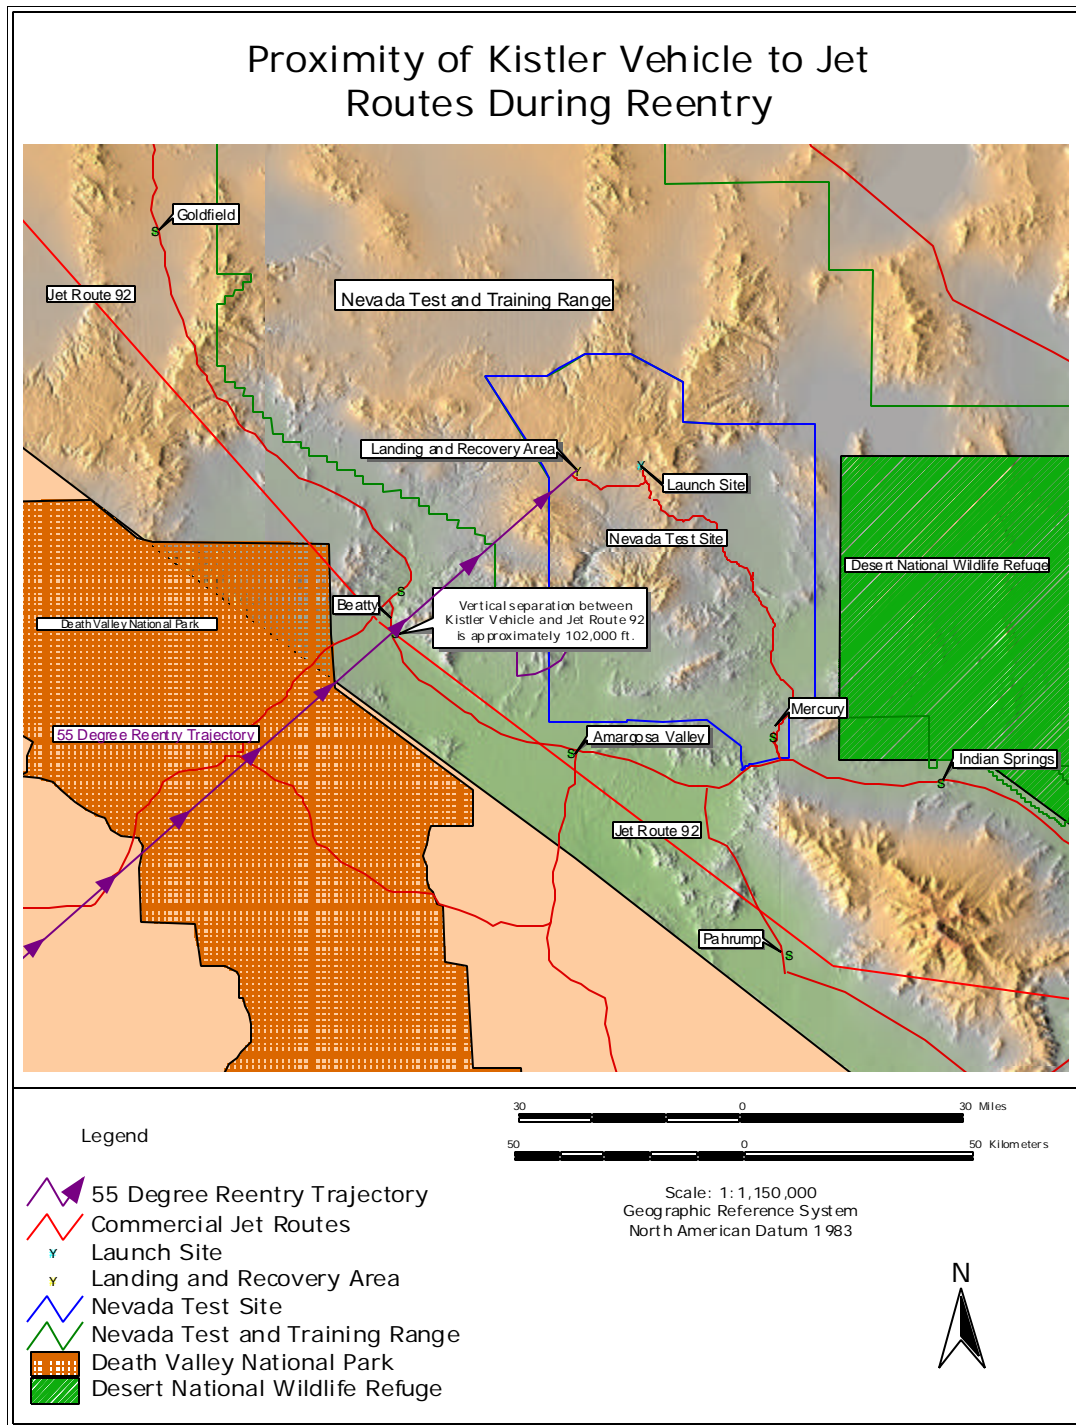 Proximity of Kistler Vehicle to Jet
Routes During Reentry
Goldfield
S
Jet Route 92
Nevada Test and Training Range
Landing and Recovery Area
Y
Y
Launch Site
Nevada Test Site
Desert National Wildlife Refuge
S
Beatty
Vertical separation between
Kistler Vehicle and Jet Route 92
is approximately 102,000 ft.
Death Valley National Park
55 Degree Reentry Trajectory
Mercury
S
Amargosa Valley
S
Indian Springs
S
Jet Route 92
Pahrump
S
Legend
55 Degree Reentry Trajectory
Commercial Jet Routes
Y Launch Site
Y Landing and Recovery Area
Nevada Test Site
Nevada Test and Training Range
Death Valley National Park
Desert National Wildlife Refuge
30 0 30 Miles
50 0 50 Kilometers
Scale: 1:1,150,000
Geographic Reference System
North American Datum 1983
N